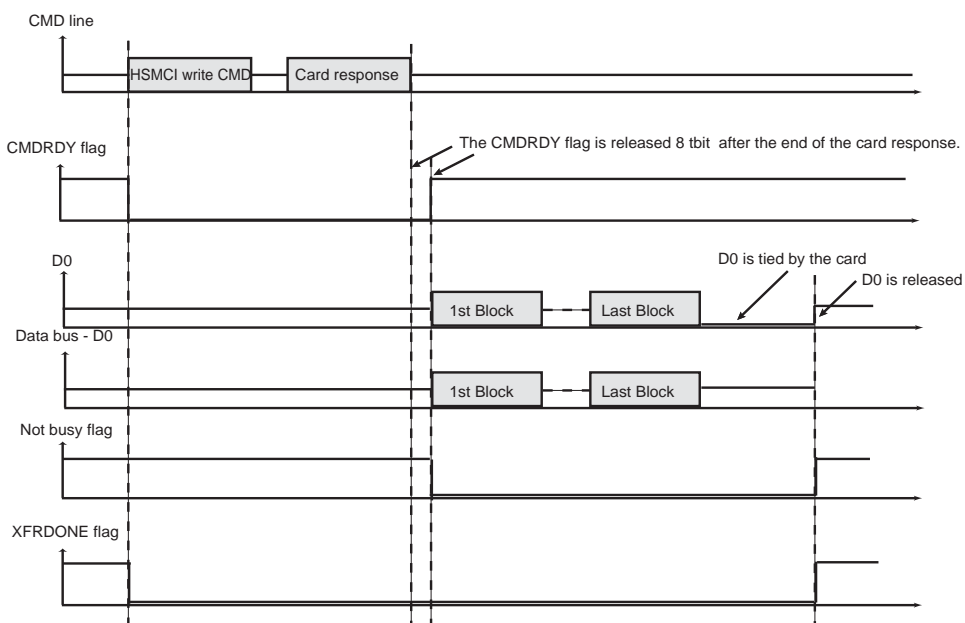 CMD line
HSMCI write CMD
Card response
The CMDRDY flag is released 8 tbit after the end of the card response.
CMDRDY flag
D0 is tied by the card
D0
D0 is released
1st Block
Last Block
Data bus - D0
1st Block
Last Block
Not busy flag
XFRDONE flag